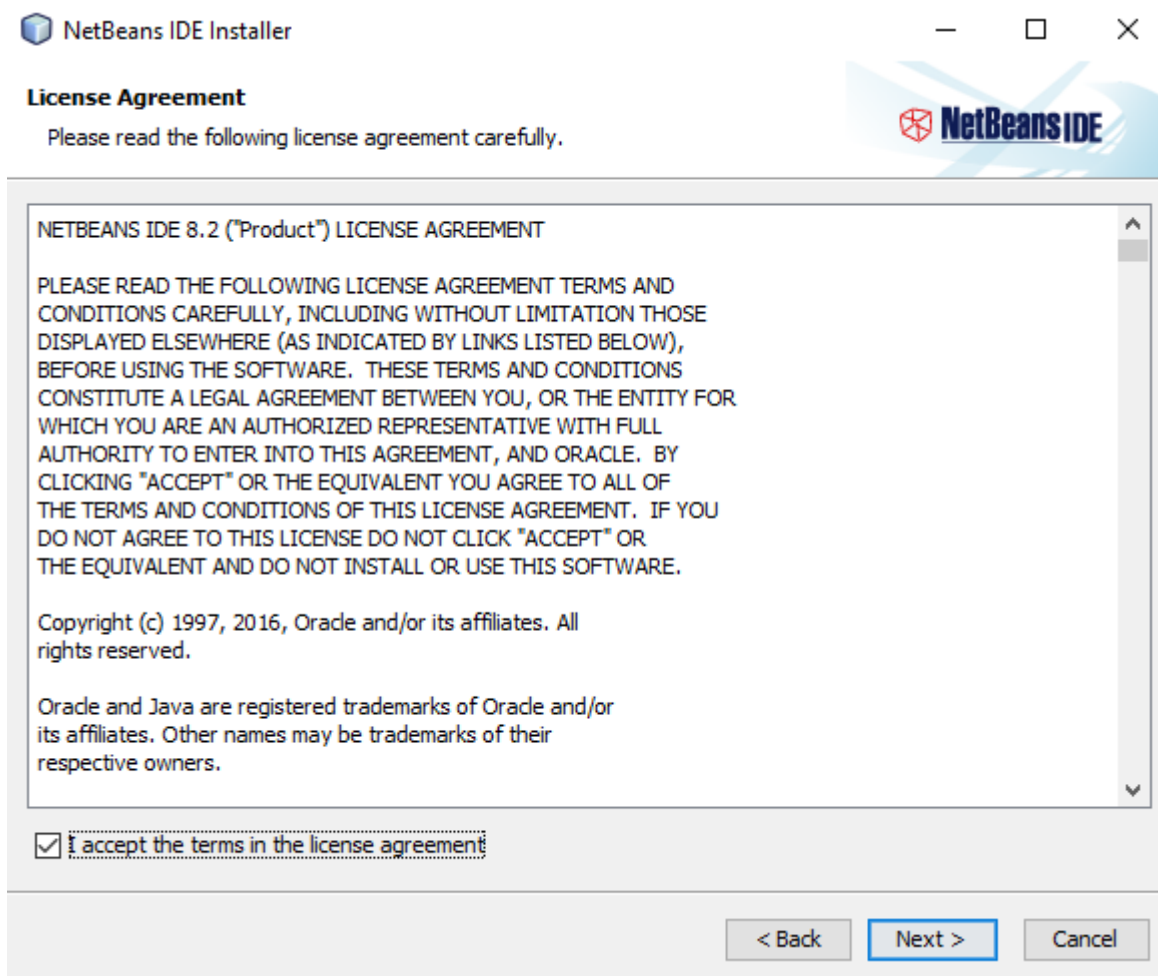 NetBeans IDE Installer
License Agreement
Please read the following license agreement carefully.
NetBeans IDE
NETBEANS IDE 8.2 ("Product") LICENSE AGREEMENT
PLEASE READ THE FOLLOWING LICENSE AGREEMENT TERMS AND
CONDITIONS CAREFULLY, INCLUDING WITHOUT LIMITATION THOSE
DISPLAYED ELSEWHERE (AS INDICATED BY LINKS LISTED BELOW),
BEFORE USING THE SOFTWARE.  THESE TERMS AND CONDITIONS
CONSTITUTE A LEGAL AGREEMENT BETWEEN YOU, OR THE ENTITY FOR
WHICH YOU ARE AN AUTHORIZED REPRESENTATIVE WITH FULL
AUTHORITY TO ENTER INTO THIS AGREEMENT, AND ORACLE.  BY
CLICKING "ACCEPT" OR THE EQUIVALENT YOU AGREE TO ALL OF
THE TERMS AND CONDITIONS OF THIS LICENSE AGREEMENT.  IF YOU
DO NOT AGREE TO THIS LICENSE DO NOT CLICK "ACCEPT" OR
THE EQUIVALENT AND DO NOT INSTALL OR USE THIS SOFTWARE.
Copyright (c) 1997, 2016, Oracle and/or its affiliates. All
rights reserved.
Oracle and Java are registered trademarks of Oracle and/or
its affiliates. Other names may be trademarks of their
respective owners.
I accept the terms in the license agreement
< Back
Next >
Cancel